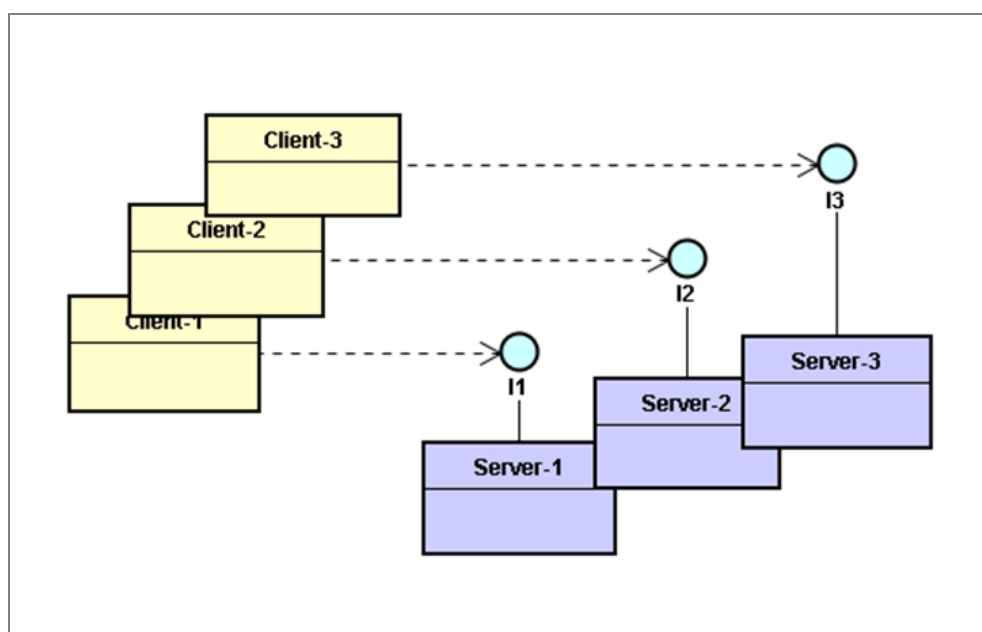 Client-3
I3
Client-2
I2
Client-1
I1
Server-3
Server-2
Server-1